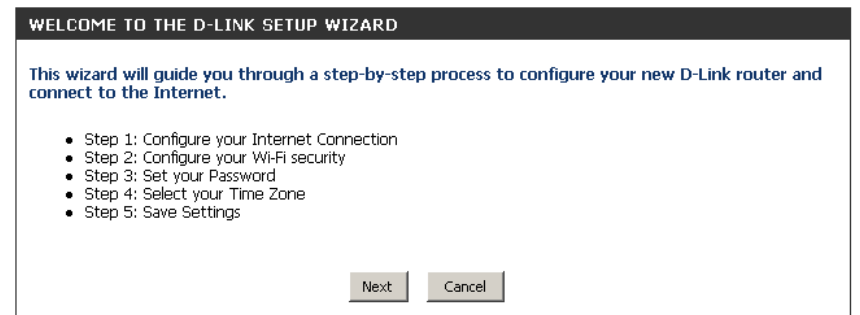 WELCOME TO THE D-LINK SETUP WIZARD
This wizard will guide you through a step-by-step process to configure your new D-Link router and
connect to the Internet.
• Step 1: Configure your Internet Connection
• Step 2: Configure your Wi-Fi security
• Step 3: Set your Password
• Step 4: Select your Time Zone
• Step 5: Save Settings
Next Cancel